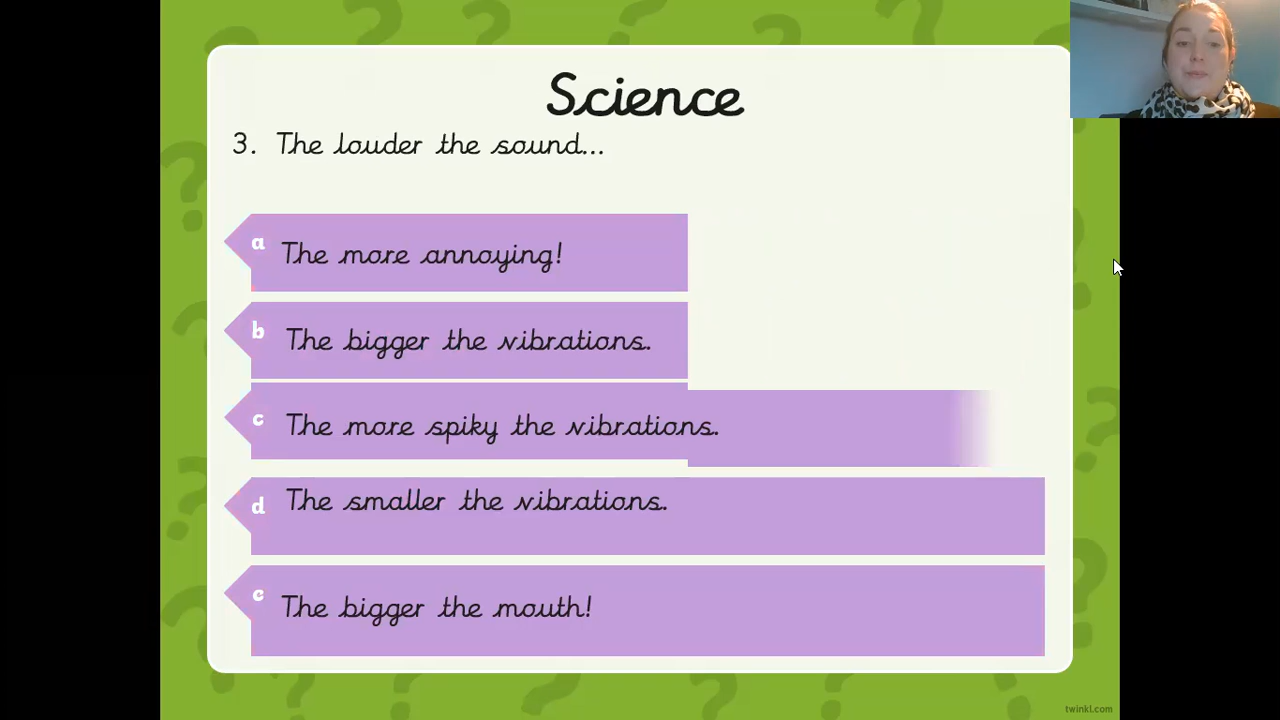 Science
3. The louder the sound...
a The more annoying!
b The bigger the vibrations.
c The more spiky the vibrations.
d The smaller the vibrations.
c The bigger the mouth!
twinkl.com